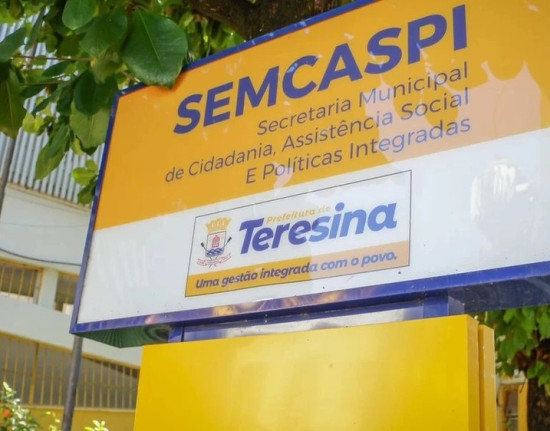 SEMCASPI
Secretaria Municipal
de Cidadania, Assistência Social
E Políticas Integradas
Prefeitura de
Teresina
Uma gestão integrada com o povo.